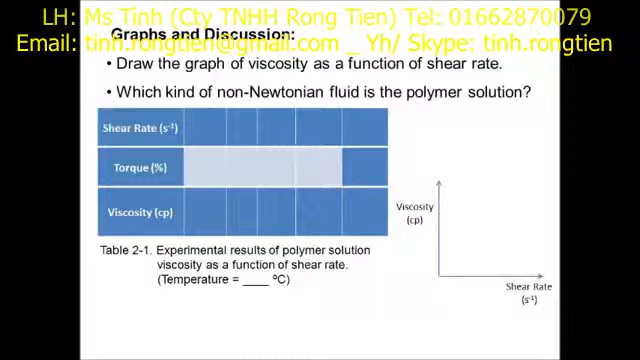 LH: Ms Tinh (Cty TNHH Rong Tien) Tel: 01662870079
Graphs and Discussion:
Email: tinh.rongtien@gmail.com _ Yh/ Skype: tinh.rongtien
• Draw the graph of viscosity as a function of shear rate.
• Which kind of non-Newtonian fluid is the polymer solution?
Shear Rate (s-1)
Torque (%)
Viscosity (cp)
Table 2-1. Experimental results of polymer solution
viscosity as a function of shear rate.
(Temperature = ____ ºC)
Viscosity
(cp)
Shear Rate
(s-1)